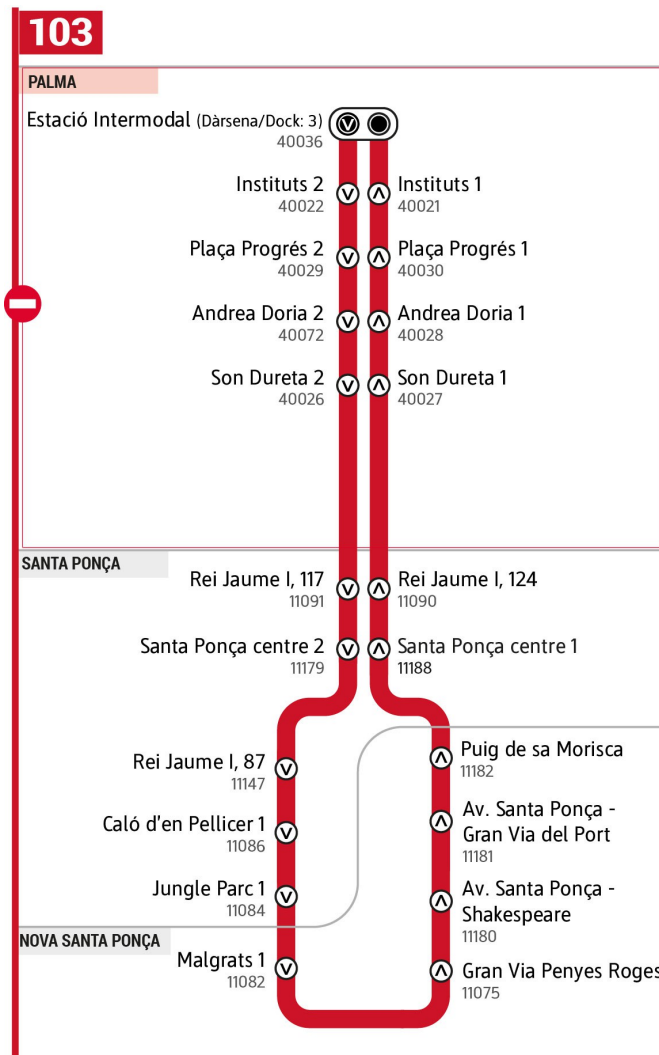 103
PALMA
Estació Intermodal (Dàrsena/Dock: 3)
40036
Instituts 2
40022
Instituts 1
40021
Plaça Progrés 2
40029
Plaça Progrés 1
40030
Andrea Doria 2
40072
Andrea Doria 1
40028
Son Dureta 2
40026
Son Dureta 1
40027
SANTA PONÇA
Rei Jaume I, 117
11091
Rei Jaume I, 124
11090
Santa Ponça centre 2
11179
Santa Ponça centre 1
11188
Rei Jaume I, 87
11147
Puig de sa Morisca
11182
Caló d'en Pellicer 1
11086
Av. Santa Ponça -
Gran Via del Port
11181
Jungle Parc 1
11084
Av. Santa Ponça -
Shakespeare
11180
NOVA SANTA PONÇA
Malgrats 1
11082
Gran Via Penyes Roges
11075